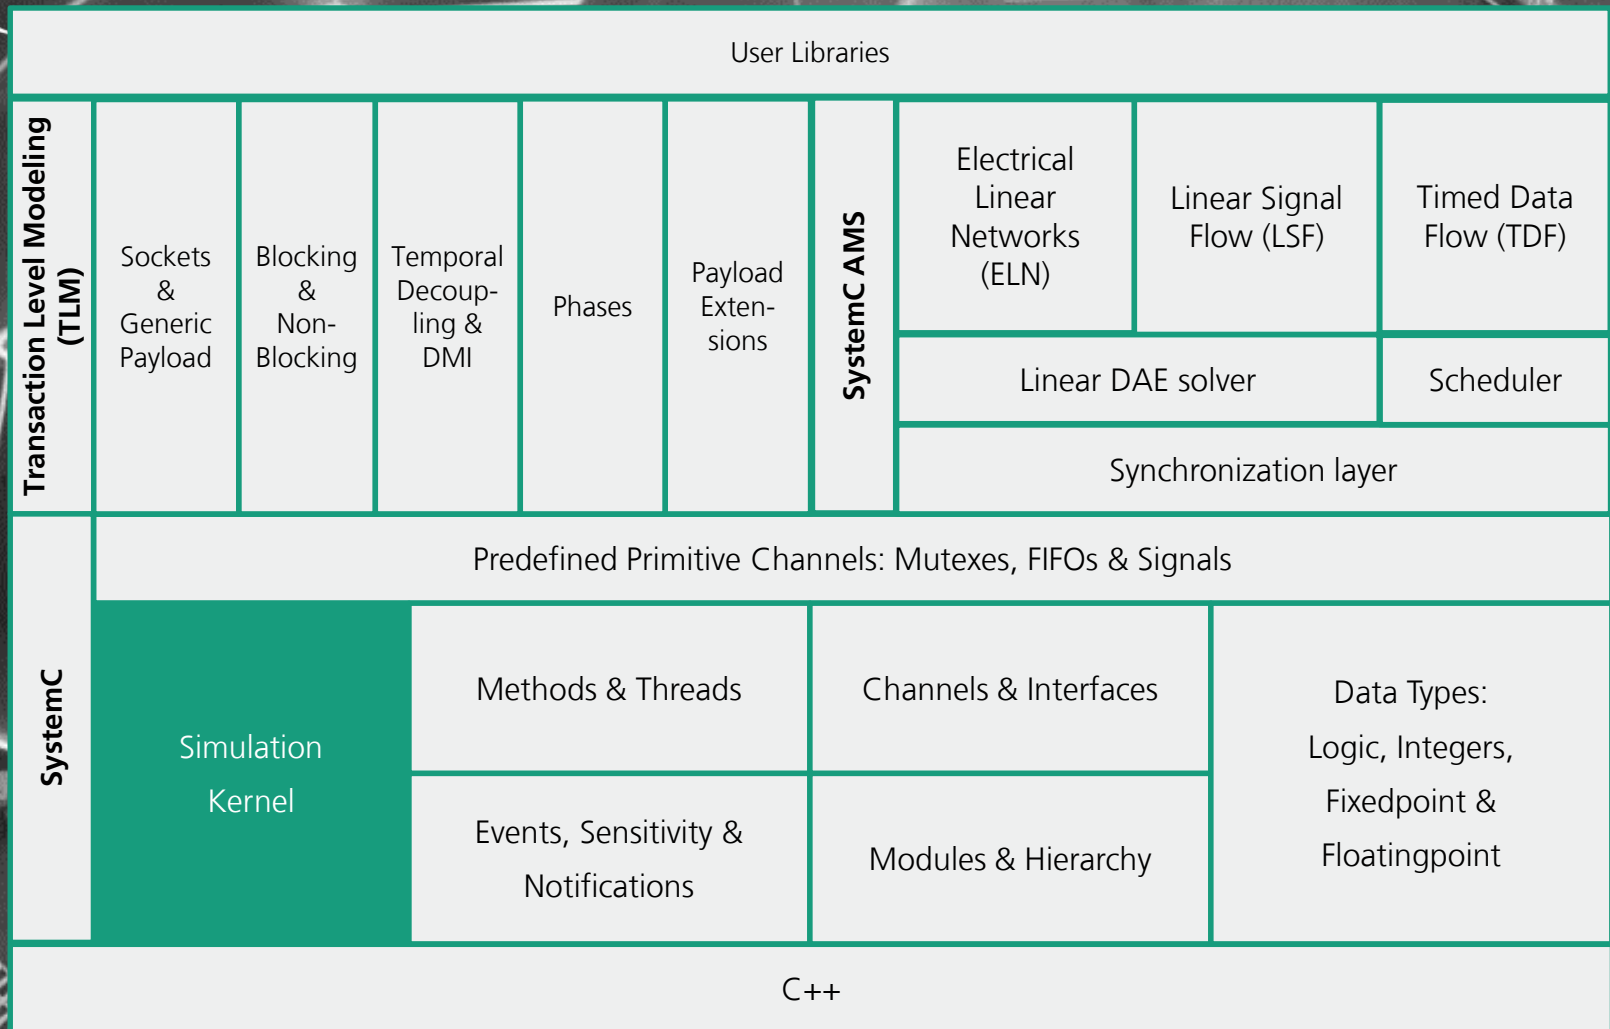 User Libraries
Transaction Level Modeling
(TLM)
Sockets
&
Generic
Payload
Blocking
&
Non-
Blocking
Temporal
Decoup-
ling &
DMI
Phases
Payload
Exten-
sions
SystemC AMS
Electrical
Linear
Networks
(ELN)
Linear Signal
Flow (LSF)
Timed Data
Flow (TDF)
Linear DAE solver
Scheduler
Synchronization layer
SystemC
Predefined Primitive Channels: Mutexes, FIFOs & Signals
Simulation
Kernel
Methods & Threads
Channels & Interfaces
Events, Sensitivity &
Notifications
Modules & Hierarchy
Data Types:
Logic, Integers,
Fixedpoint &
Floatingpoint
C++